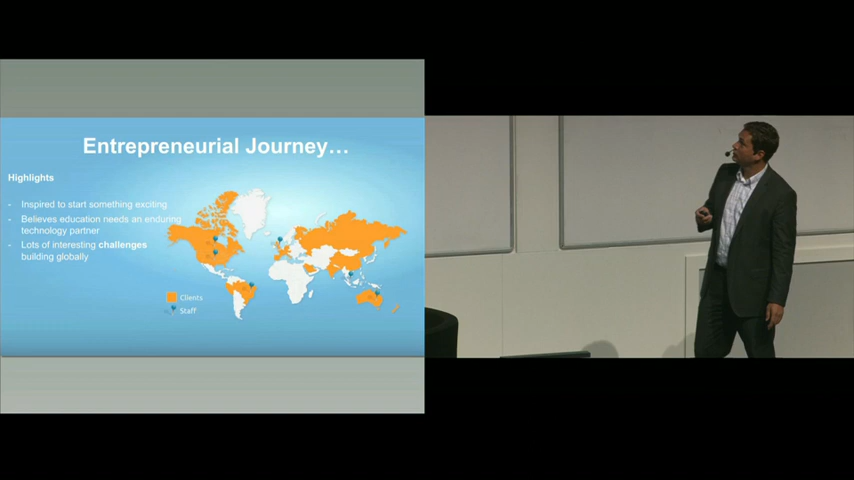 Entrepreneurial Journey...
Highlights
- Inspired to start something exciting
- Believes education needs an enduring
technology partner
- Lots of interesting challenges
building globally
Clients
Staff